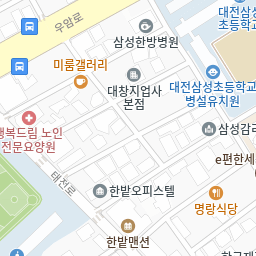 우암로
대전삼성
초등학교
삼성한방병원
미룸갤러리
대창지업사
본점
대전삼성초등학교
병설유치원
행복드림 노인
전문요양원
삼성감리
e편한세
태전로
한밭오피스텔
명랑식당
한밭맨션